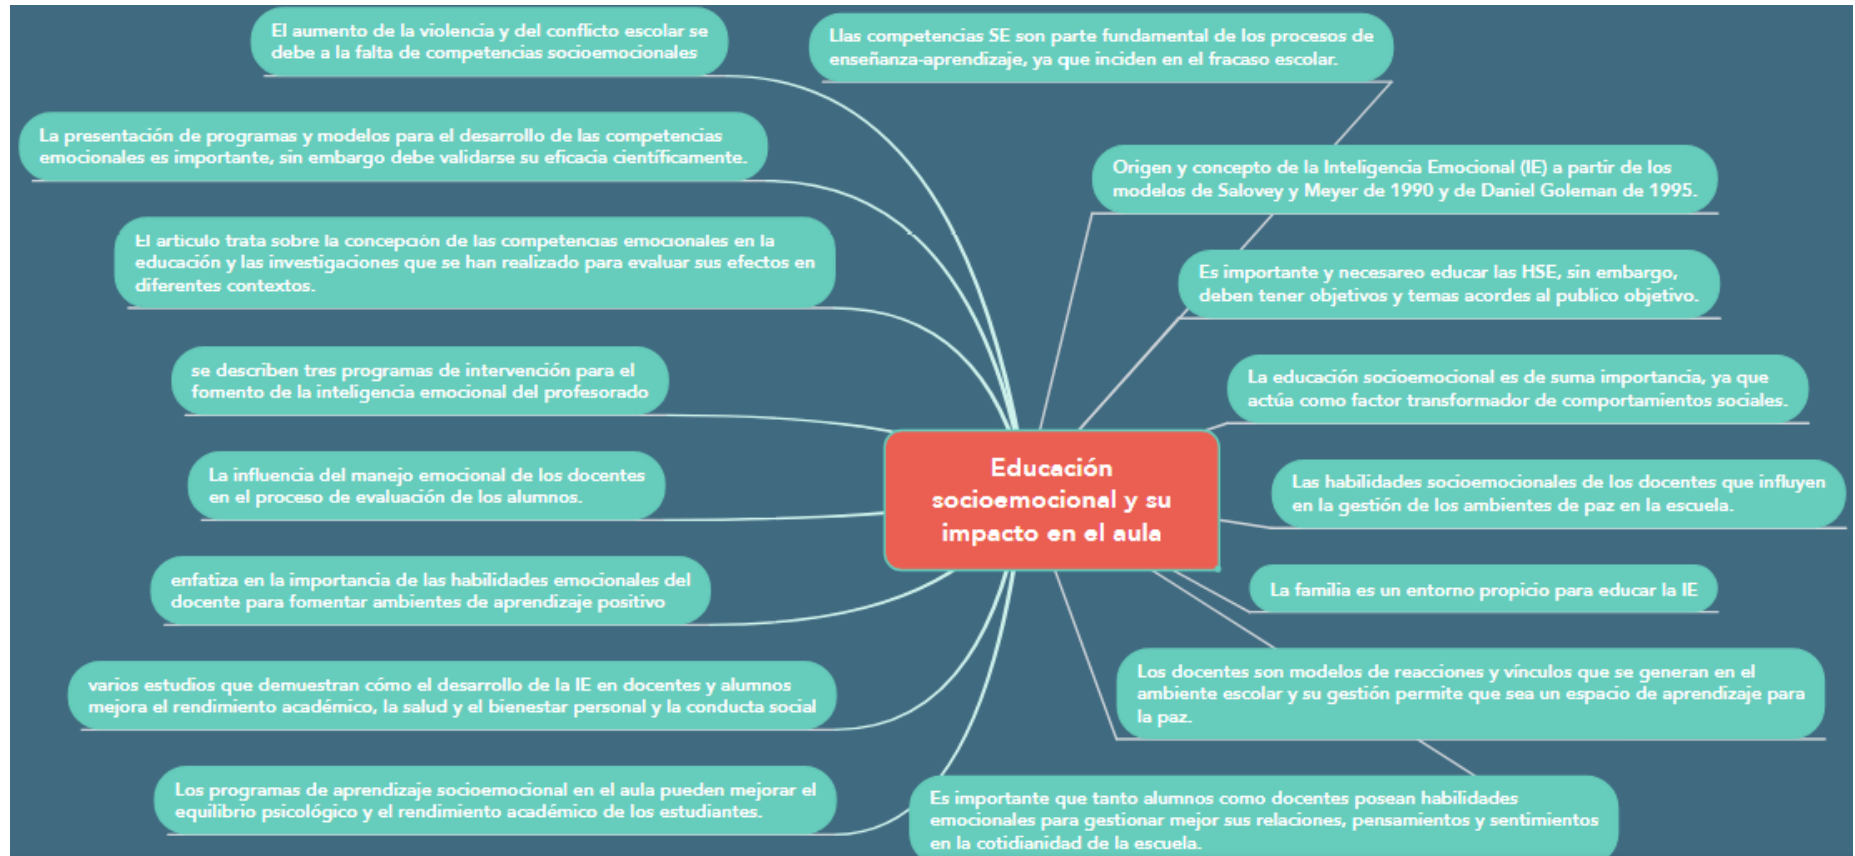 El aumento de la violencia y del conflicto escolar se
debe a la falta de competencias socioemocionales
La presentación de programas y modelos para el desarrollo de las competencias
emocionales es importante, sin embargo debe validarse su eficacia científicamente.
El artículo trata sobre la concepción de las competencias emocionales en la
educación y las investigaciones que se han realizado para evaluar sus efectos en
diferentes contextos.
se describen tres programas de intervención para el
fomento de la inteligencia emocional del profesorado
La influencia del manejo emocional de los docentes
en el proceso de evaluación de los alumnos.
enfatiza en la importancia de las habilidades emocionales del
docente para fomentar ambientes de aprendizaje positivo
varios estudios que demuestran cómo el desarrollo de la IE en docentes y alumnos
mejora el rendimiento académico, la salud y el bienestar personal y la conducta social
Los programas de aprendizaje socioemocional en el aula pueden mejorar el
equilibrio psicológico y el rendimiento académico de los estudiantes.
Educación
socioemocional y su
impacto en el aula
Llas competencias SE son parte fundamental de los procesos de
enseñanza-aprendizaje, ya que inciden en el fracaso escolar.
Origen y concepto de la Inteligencia Emocional (IE) a partir de los
modelos de Salovey y Meyer de 1990 y de Daniel Goleman de 1995.
Es importante y necesareo educar las HSE, sin embargo,
deben tener objetivos y temas acordes al publico objetivo.
La educación socioemocional es de suma importancia, ya que
actúa como factor transformador de comportamientos sociales.
Las habilidades socioemocionales de los docentes que influyen
en la gestión de los ambientes de paz en la escuela.
La familia es un entorno propicio para educar la IE
Los docentes son modelos de reacciones y vínculos que se generan en el
ambiente escolar y su gestión permite que sea un espacio de aprendizaje para
la paz.
Es importante que tanto alumnos como docentes posean habilidades
emocionales para gestionar mejor sus relaciones, pensamientos y sentimientos
en la cotidianidad de la escuela.